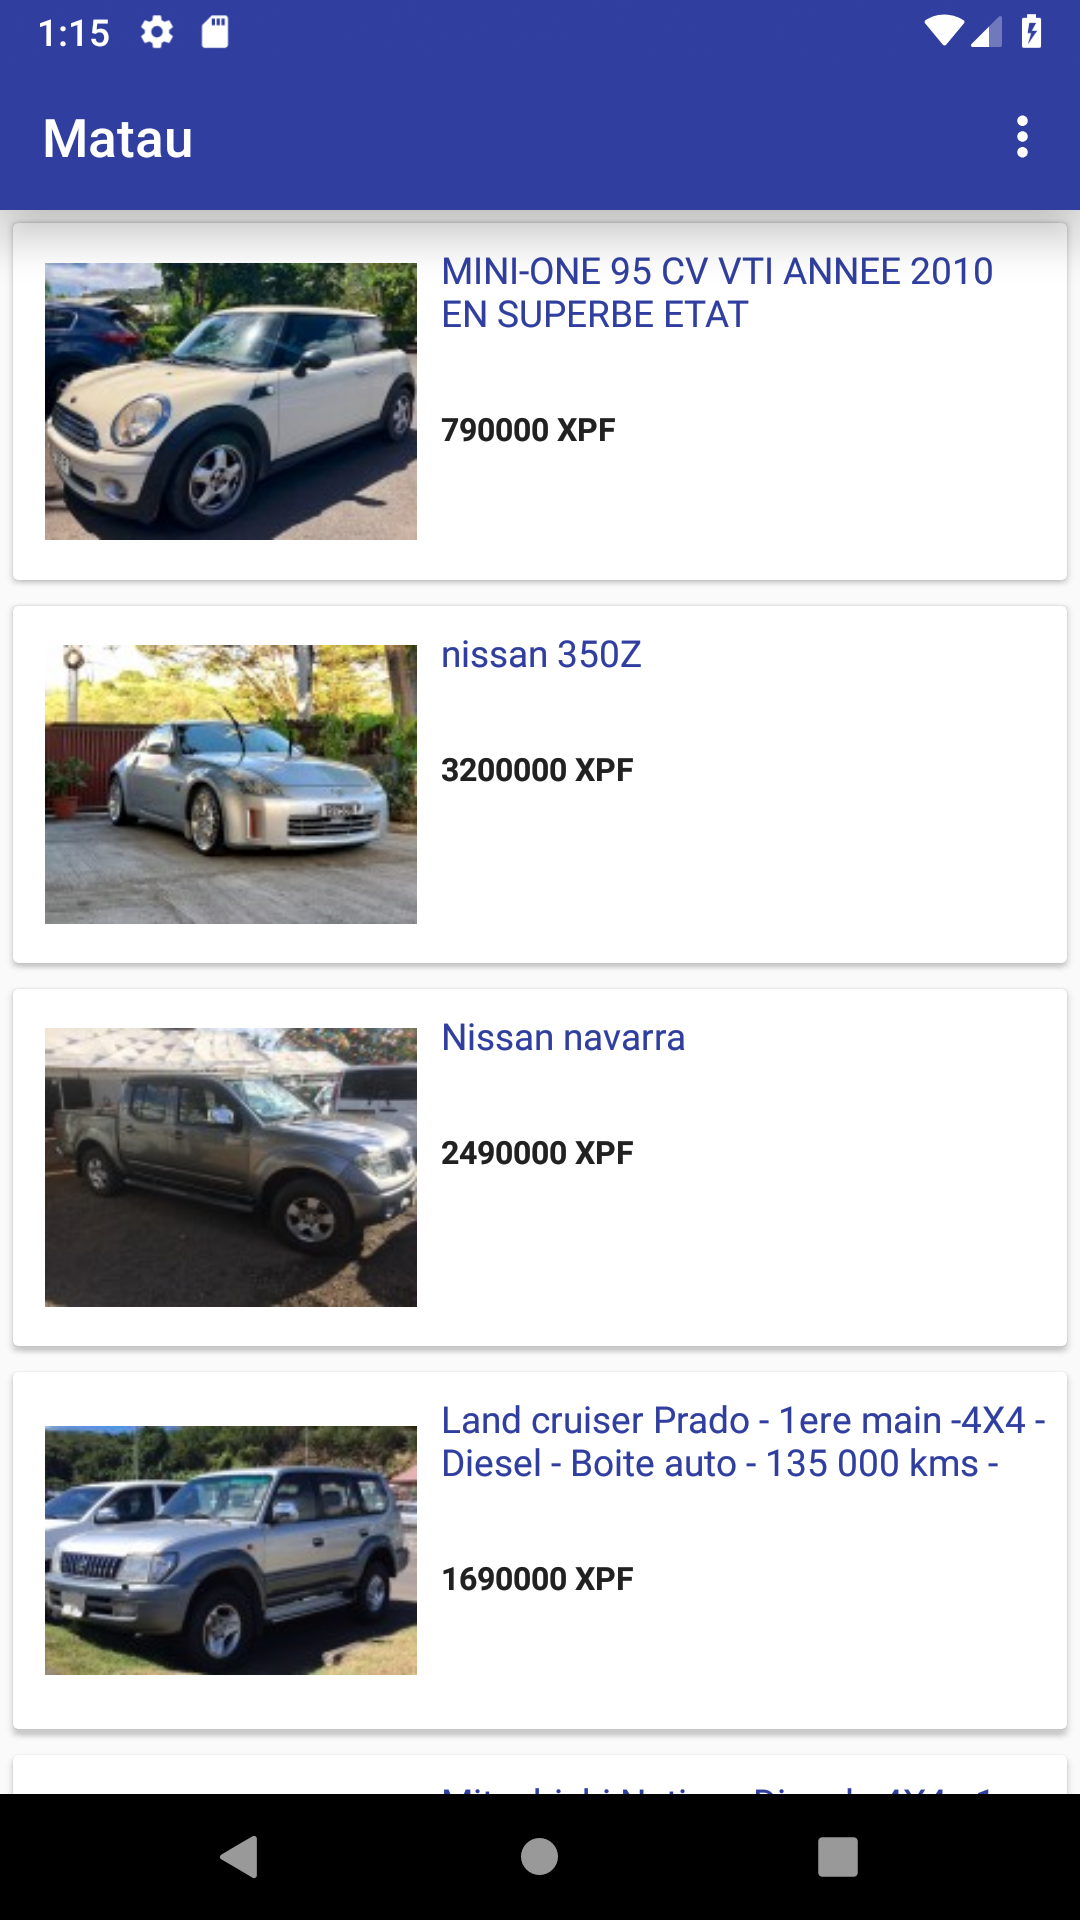 1:15
Matau
MINI-ONE 95 CV VTI ANNEE 2010
EN SUPERBE ETAT
790000 XPF
nissan 350Z
3200000 XPF
Nissan navarra
2490000 XPF
Land cruiser Prado - 1ere main -4X4 -
Diesel - Boite auto - 135 000 kms -
1690000 XPF